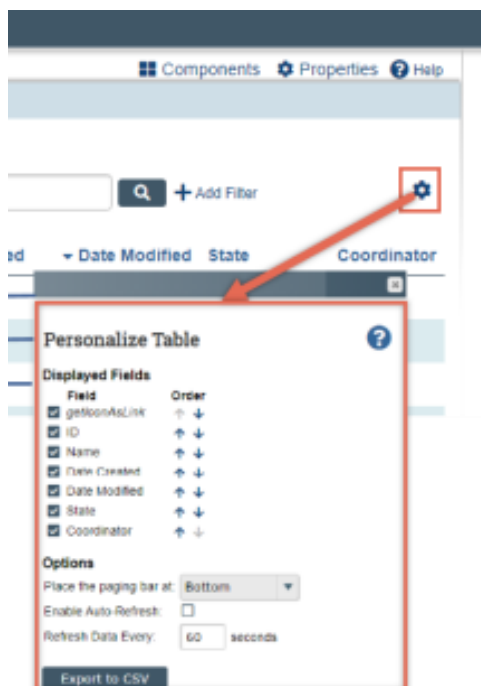 Components Properties Help
Add Filter
ed Date Modified State Coordinator
Personalize Table
Displayed Fields
Field Order
getIconAsLink
ID
Name
Date Created
Date Modified
State
Coordinator
Options
Place the paging bar at: Bottom
Enable Auto-Refresh:
Refresh Data Every: 60 seconds
Export to CSV